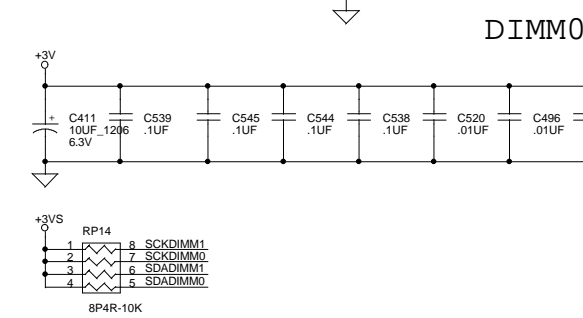 DIMM0
+3V
+ C411 C539 C545 C544 C538 C520 C496
10UF_1206 .1UF .1UF .1UF .1UF .01UF .01UF
6.3V
+3VS
RP14
1 8 SCKDIMM1
2 7 SCKDIMM0
3 6 SDADIMM1
4 5 SDADIMM0
8P4R-10K